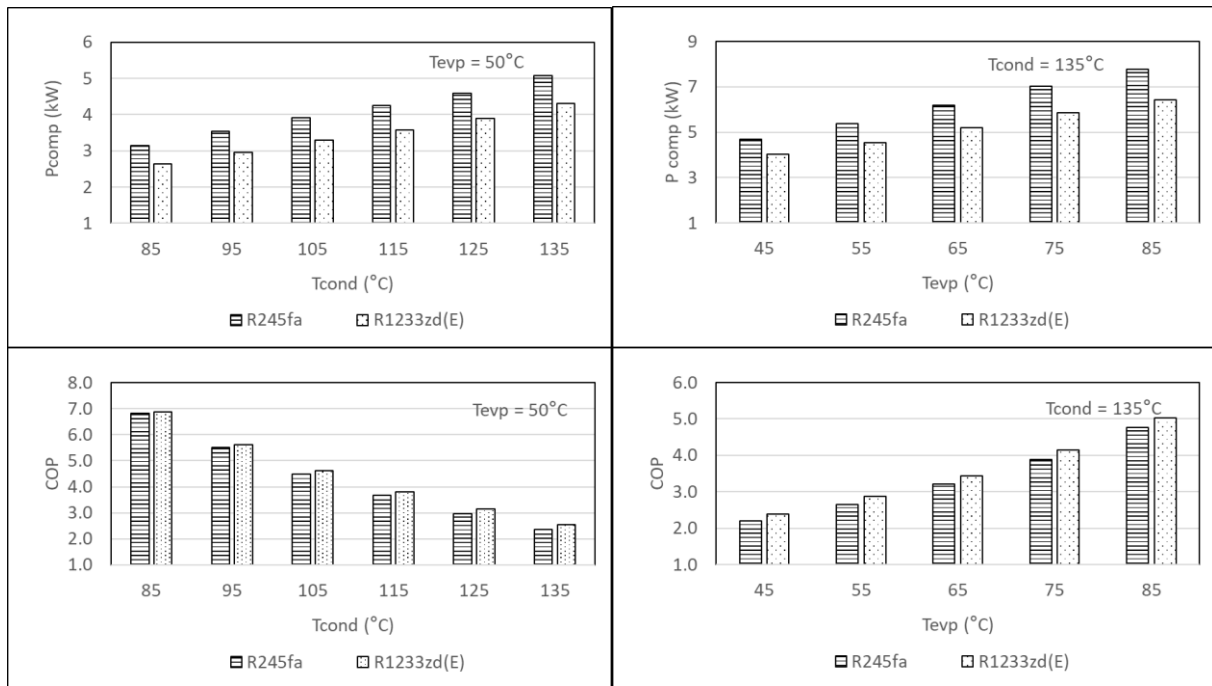 6
5
4
3
2
1
Pcomp (kW)
Tevp = 50°C
85 95 105 115 125 135
Tcond (°C)
R245fa R1233zd(E)
9
7
5
3
1
P comp (kW)
Tcond = 135°C
45 55 65 75 85
Tevp (°C)
R245fa R1233zd(E)
8.0
7.0
6.0
5.0
4.0
3.0
2.0
1.0
COP
Tevp = 50°C
85 95 105 115 125 135
Tcond (°C)
R245fa R1233zd(E)
6.0
5.0
4.0
3.0
2.0
1.0
COP
Tcond = 135°C
45 55 65 75 85
Tevp (°C)
R245fa R1233zd(E)